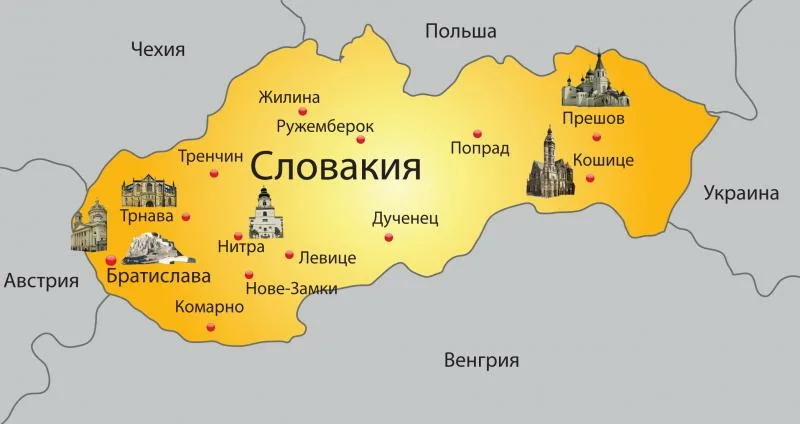 Польша
Чехия
Жилина
Ружемберок
Прешов
Попрад
Тренчин
Словакия
Кошице
Украина
Трнава
Дученец
Нитра
Левице
Австрия
Братислава
Нове-Замки
Комарно
Венгрия